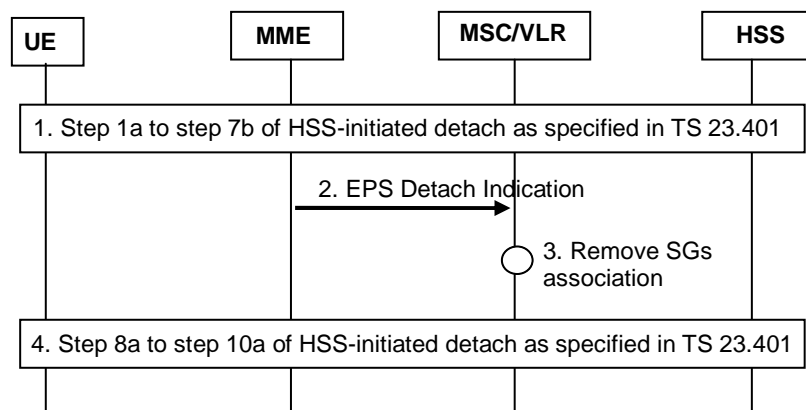 UE
MME
MSC/VLR
HSS
1. Step 1a to step 7b of HSS-initiated detach as specified in TS 23.401
2. EPS Detach Indication
3. Remove SGs
association
4. Step 8a to step 10a of HSS-initiated detach as specified in TS 23.401